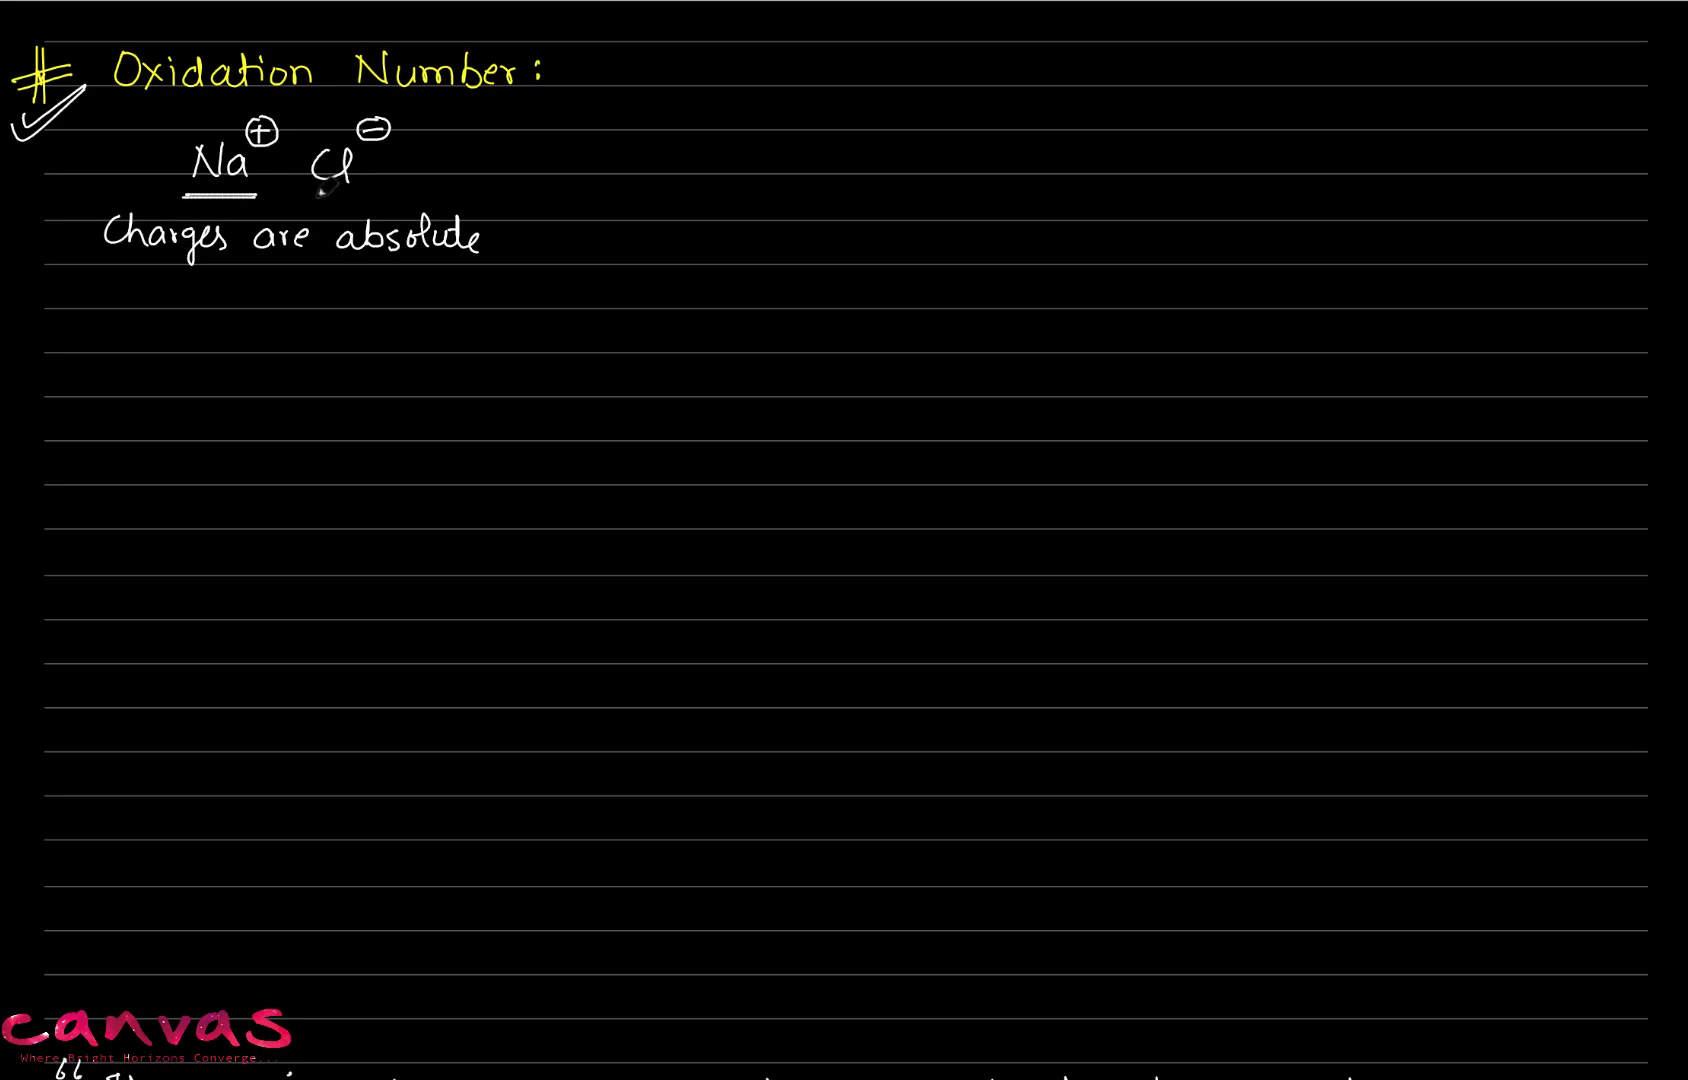 # Oxidation Number:
Na⊕ Cl⊖
Charges are absolute
canvas
Where Bright Horizons Converge...